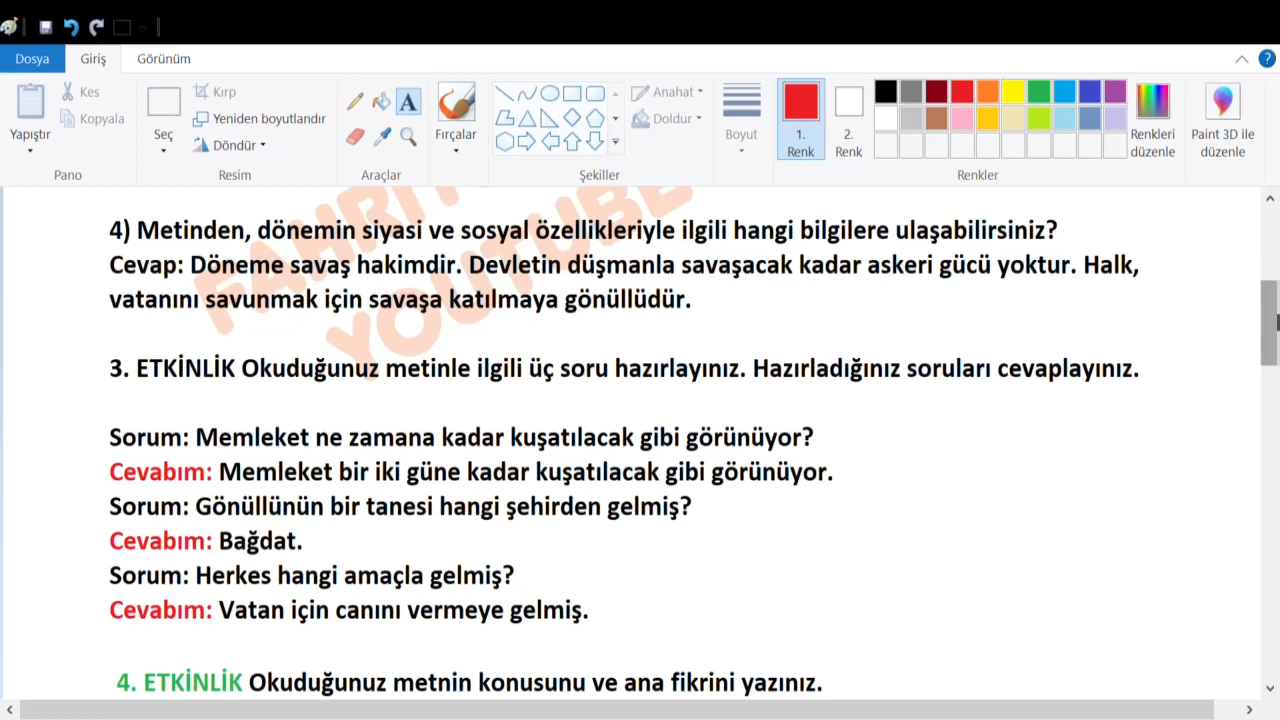 Dosya Giriş Görünüm
Yapıştır
Kes
Kopyala
Pano
Seç
Kırp
Yeniden boyutlandır
Döndür
Resim
Araçlar
Fırçalar
Şekiller
Anahat
Doldur
Boyut
1. Renk
2. Renk
Renkler
Renkleri düzenle
Paint 3D ile düzenle
YOUTUBE
4) Metinden, dönemin siyasi ve sosyal özellikleriyle ilgili hangi bilgilere ulaşabilirsiniz?
Cevap: Döneme savaş hakimdir. Devletin düşmanla savaşacak kadar askeri gücü yoktur. Halk,
vatanını savunmak için savaşa katılmaya gönüllüdür.
3. ETKİNLİK Okuduğunuz metinle ilgili üç soru hazırlayınız. Hazırladığınız soruları cevaplayınız.
Sorum: Memleket ne zamana kadar kuşatılacak gibi görünüyor?
Cevabım: Memleket bir iki güne kadar kuşatılacak gibi görünüyor.
Sorum: Gönüllünün bir tanesi hangi şehirden gelmiş?
Cevabım: Bağdat.
Sorum: Herkes hangi amaçla gelmiş?
Cevabım: Vatan için canını vermeye gelmiş.
4. ETKİNLİK Okuduğunuz metnin konusunu ve ana fikrini yazınız.